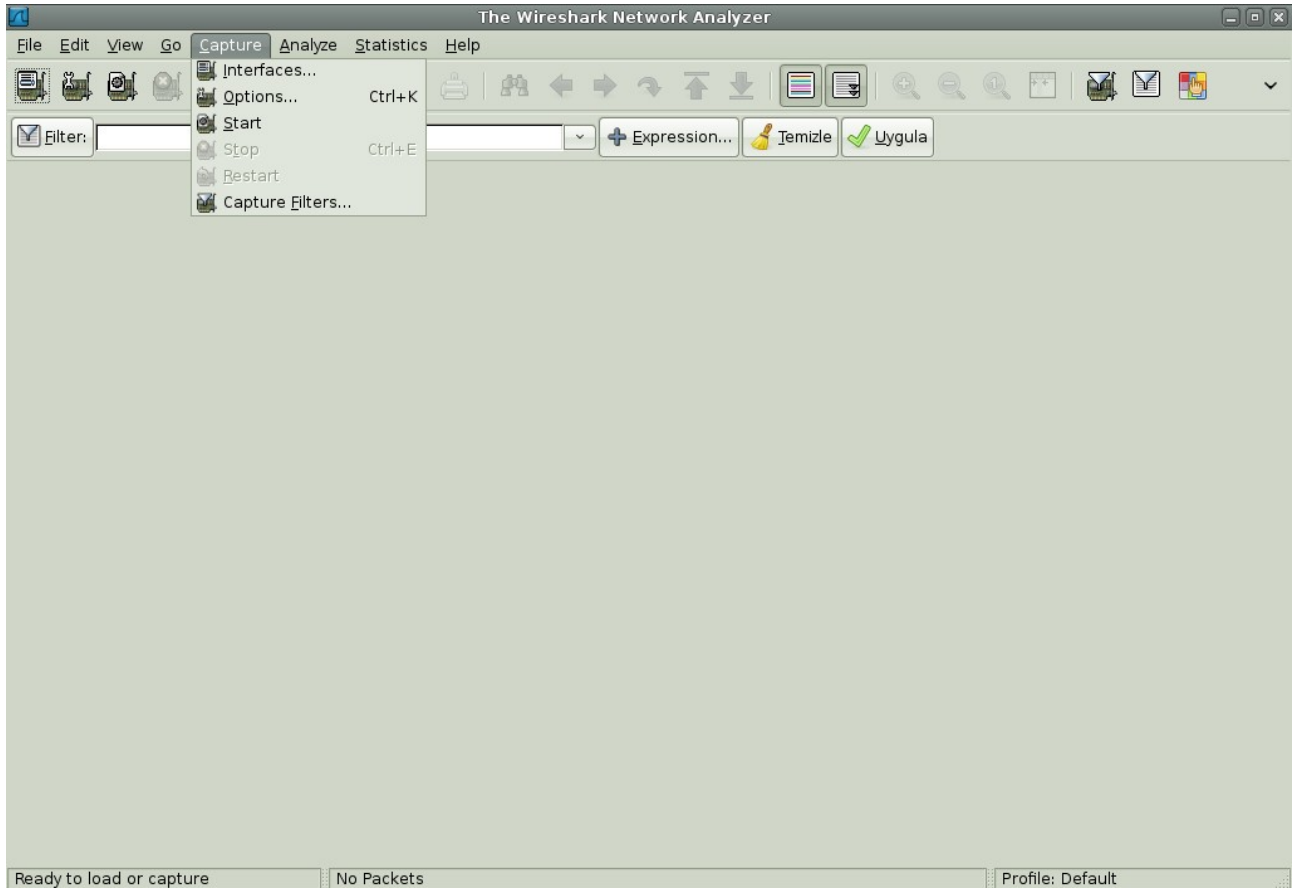 The Wireshark Network Analyzer
File Edit View Go Capture Analyze Statistics Help
Interfaces...
Options... Ctrl+K
Start
Stop Ctrl+E
Restart
Capture Filters...
Filter: Expression... Temizle Uygula
Ready to load or capture No Packets Profile: Default